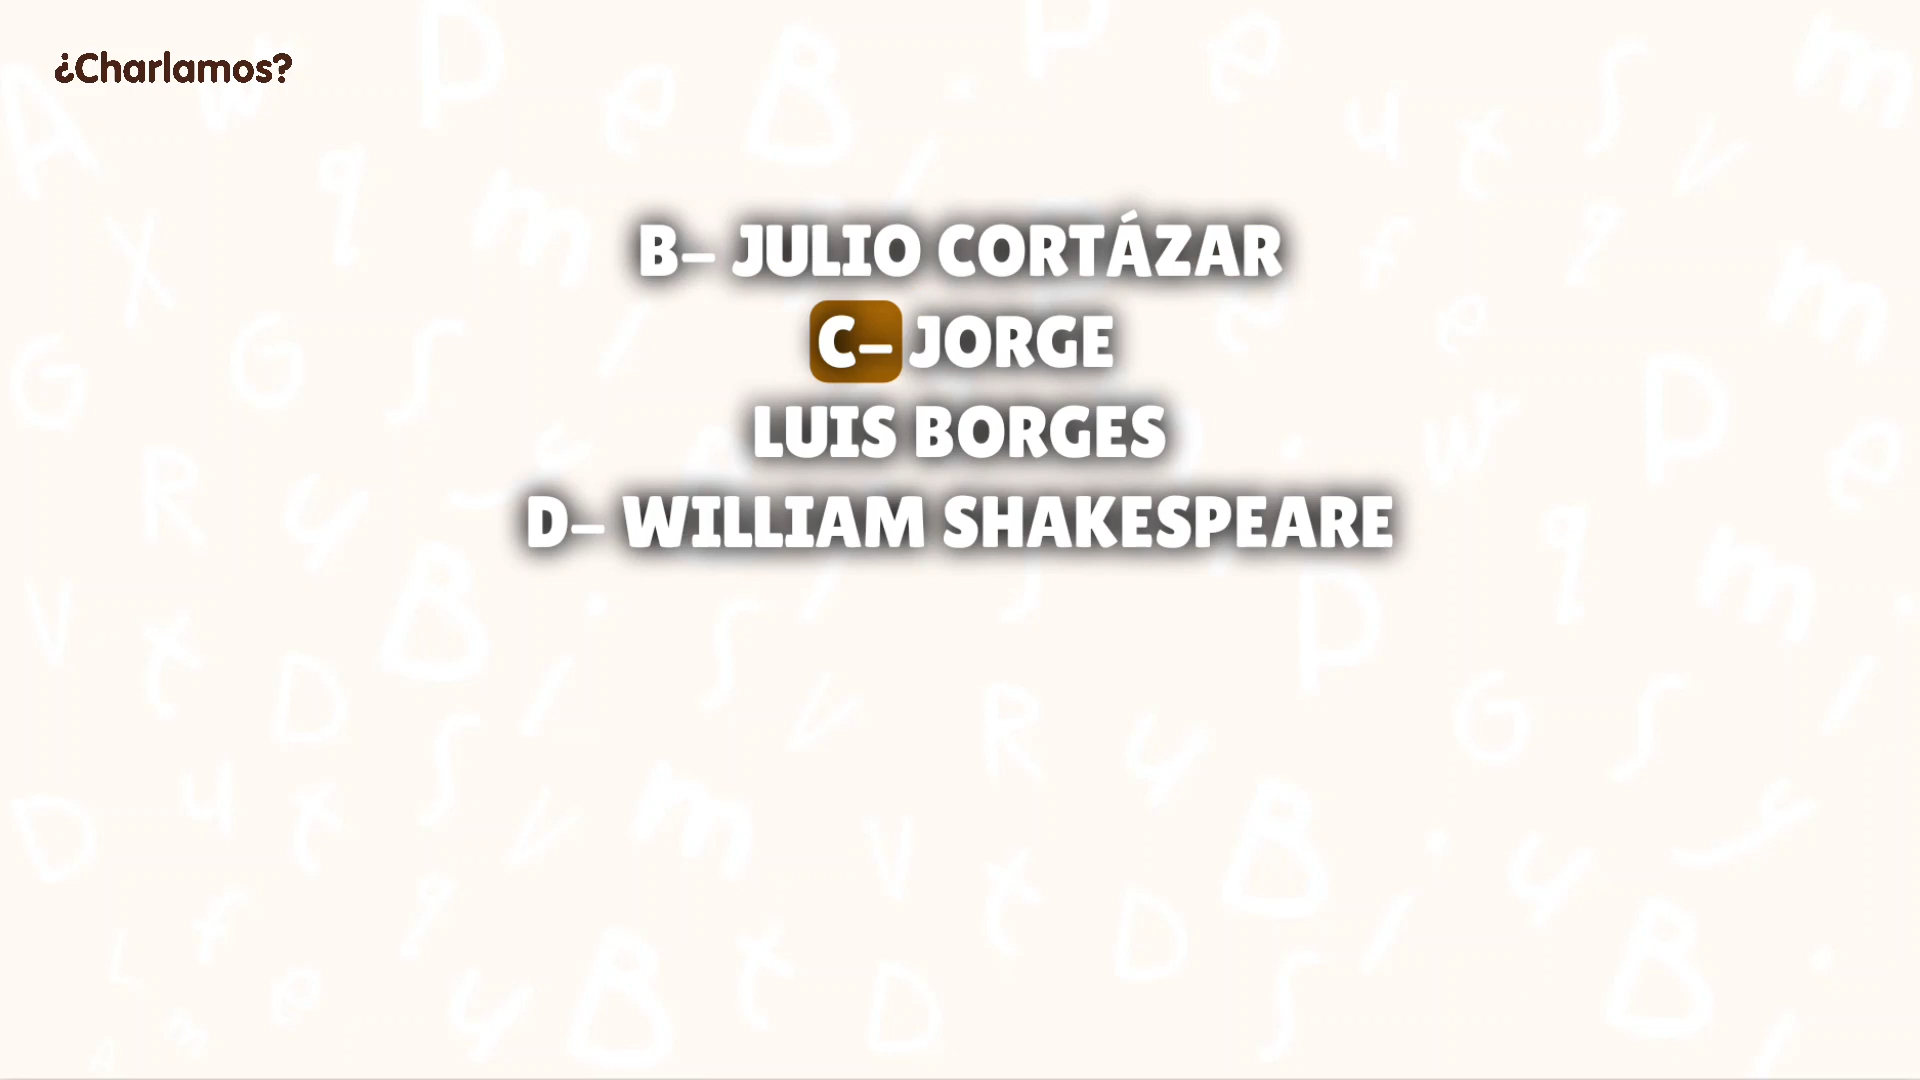 ¿Charlamos?
B– JULIO CORTÁZAR
C– JORGE
LUIS BORGES
D– WILLIAM SHAKESPEARE